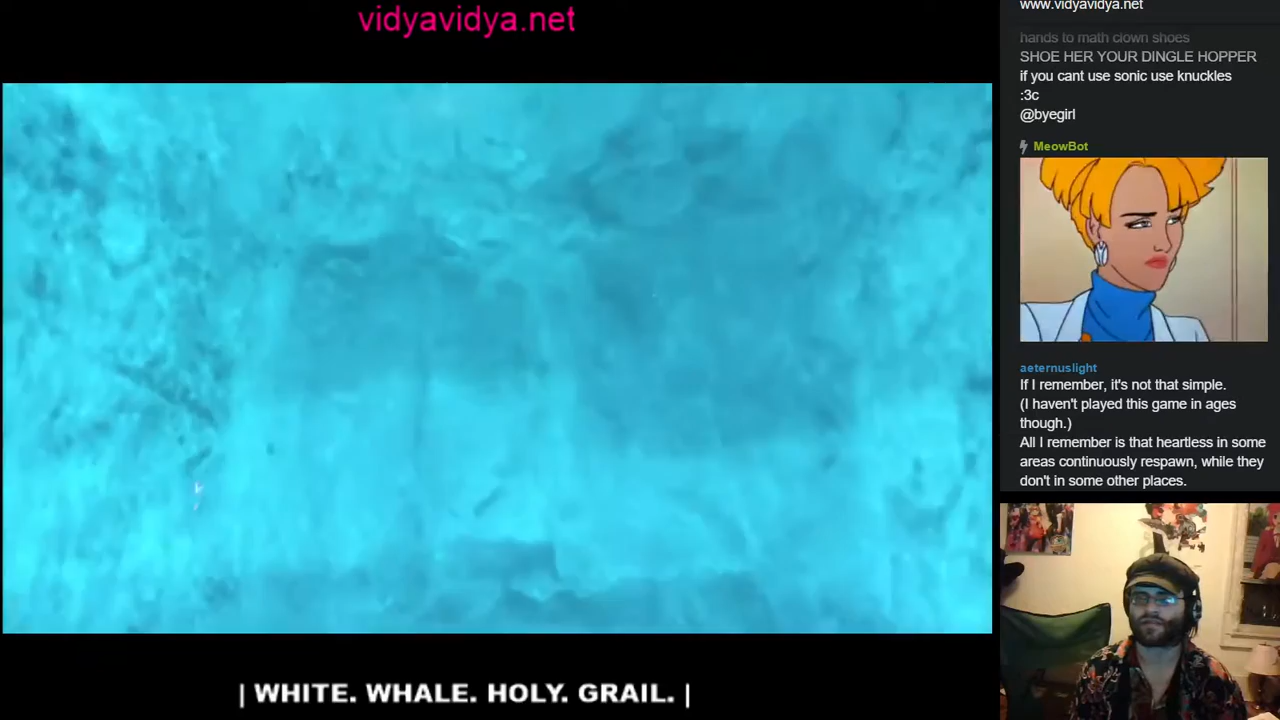 vidyavidya.net
www.vidyavidya.net
hands to math clown shoes
SHOE HER YOUR DINGLE HOPPER
if you cant use sonic use knuckles
:3c
@byegirl
MeowBot
aeternuslight
If I remember, it's not that simple.
(I haven't played this game in ages
though.)
All I remember is that heartless in some
areas continuously respawn, while they
don't in some other places.
| WHITE. WHALE. HOLY. GRAIL. |